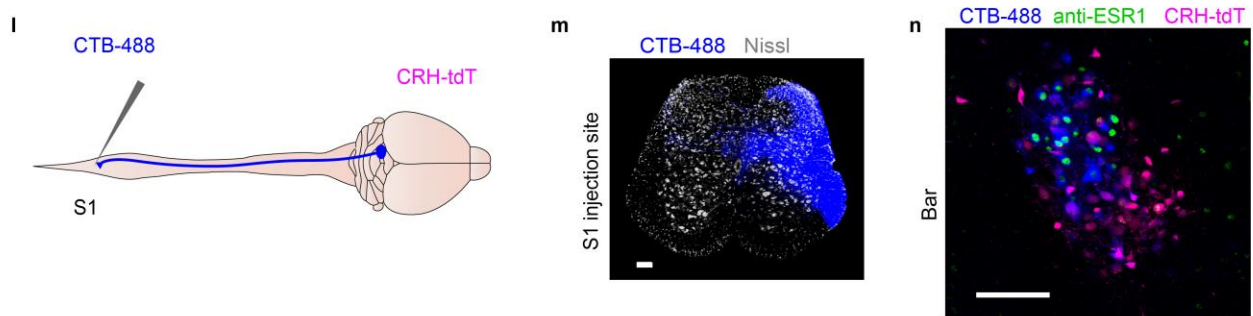 l
CTB-488
CRH-tdT
S1
m
CTB-488 Nissl
S1 injection site
n
CTB-488 anti-ESR1 CRH-tdT
Bar